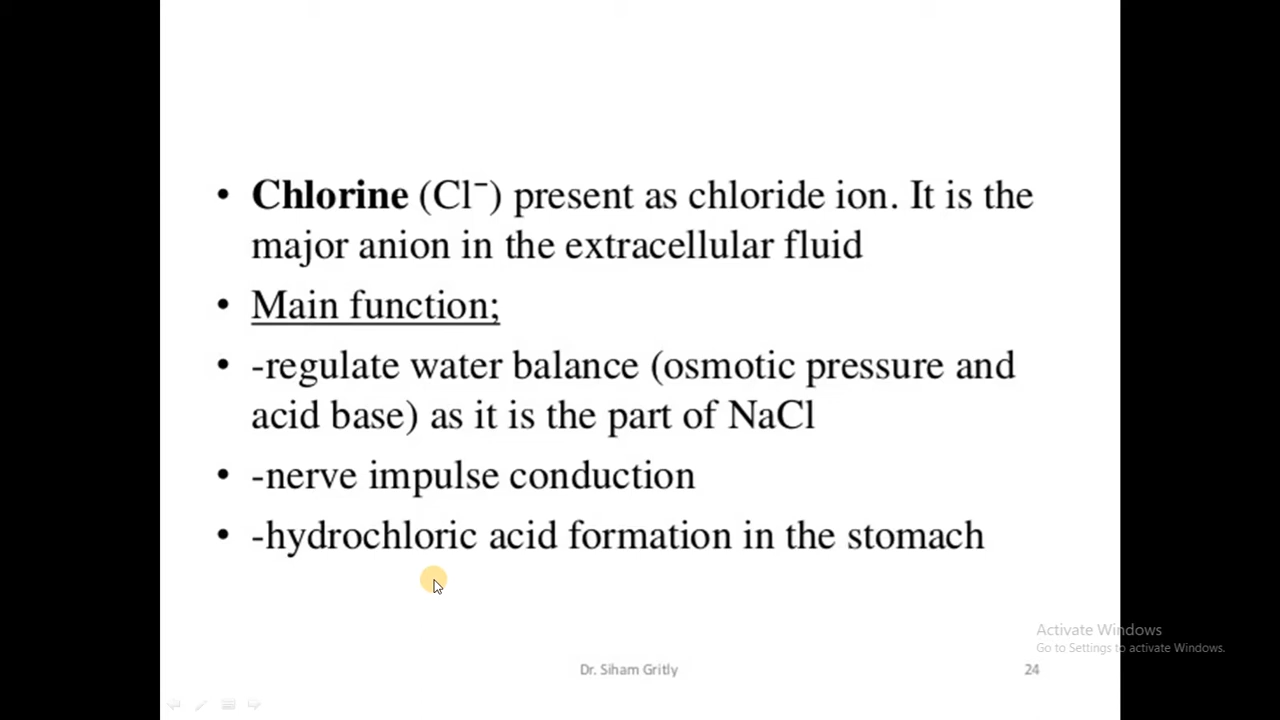 • Chlorine (Cl⁻) present as chloride ion. It is the
major anion in the extracellular fluid
• Main function;
• -regulate water balance (osmotic pressure and
acid base) as it is the part of NaCl
• -nerve impulse conduction
• -hydrochloric acid formation in the stomach
Activate Windows
Go to Settings to activate Windows.
Dr. Siham Gritly 24